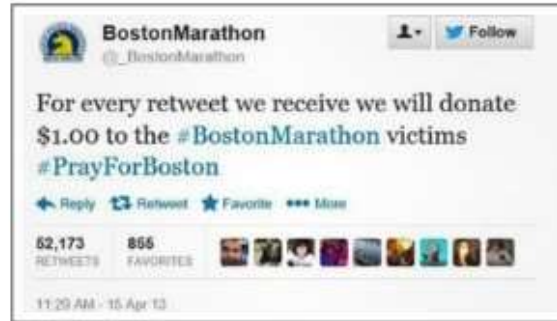 BostonMarathon
Follow
@_BostonMarathon
For every retweet we receive we will donate
$1.00 to the #BostonMarathon victims
#PrayForBoston
Reply Retweet Favorite More
52,173 855
RETWEETS FAVORITES
11:29 AM - 15 Apr 13